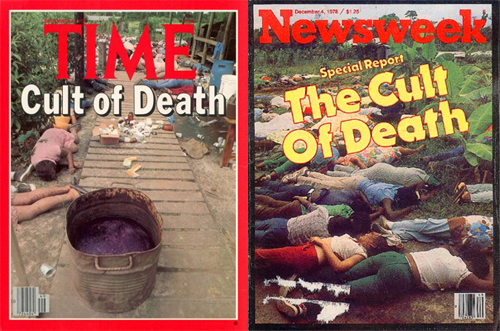 TIME
Cult of Death
December 4, 1978 / $1.25
Newsweek
Special Report
The Cult
Of Death